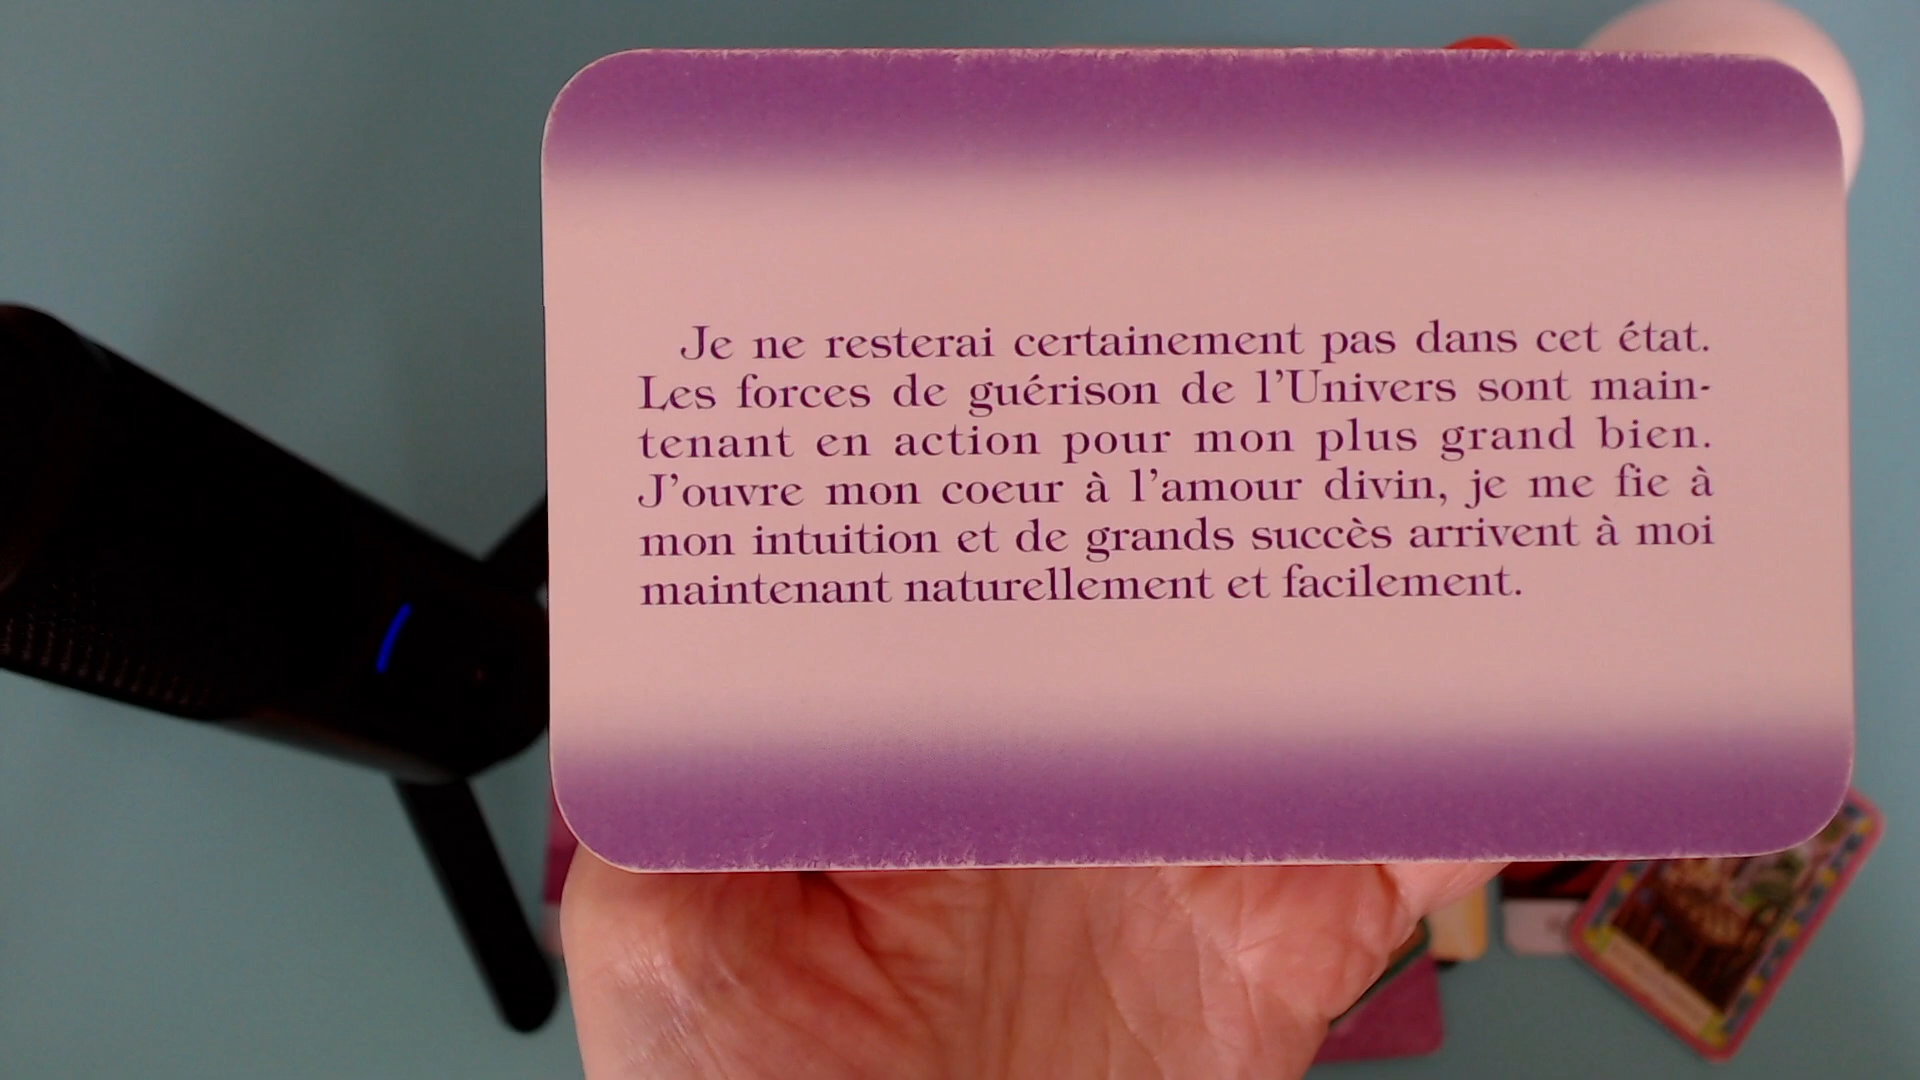 Je ne resterai certainement pas dans cet état.
Les forces de guérison de l'Univers sont main-
tenant en action pour mon plus grand bien.
J'ouvre mon coeur à l'amour divin, je me fie à
mon intuition et de grands succès arrivent à moi
maintenant naturellement et facilement.